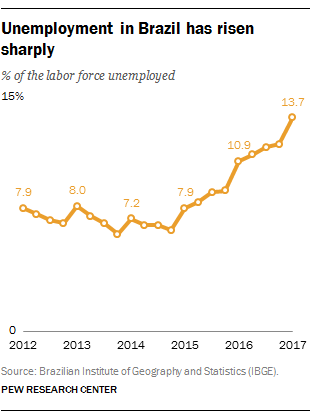 Unemployment in Brazil has risen
sharply
% of the labor force unemployed
15%
13.7
10.9
7.9 8.0 7.2 7.9
0
2012 2013 2014 2015 2016 2017
Source: Brazilian Institute of Geography and Statistics (IBGE).
PEW RESEARCH CENTER